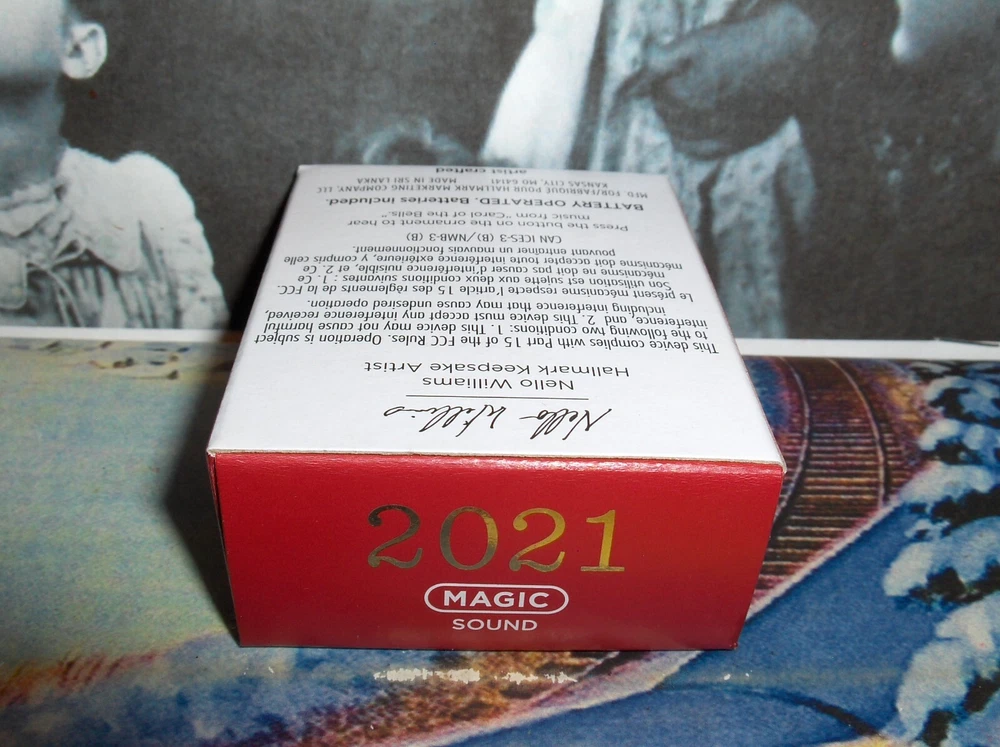 Nello Williams
Nello Williams
Hallmark Keepsake Artist
This device complies with Part 15 of the FCC Rules. Operation is subject
to the following two conditions: 1. This device may not cause harmful
interference, and 2. This device must accept any interference received,
including interference that may cause undesired operation.
Le présent mécanisme respecte l'article 15 des règlements de la FCC.
Son utilisation est sujette aux deux conditions suivantes : 1. Ce
mécanisme ne doit pas causer d'interférence nuisible, et 2. Ce
mécanisme doit accepter toute interférence extérieure, y compris celle
pouvant entraîner un mauvais fonctionnement.
CAN ICES-3 (B)/NMB-3 (B)
Press the button on the ornament to hear
music from "Carol of the Bells."
BATTERY OPERATED. Batteries included.
MFD. FOR/FABRIQUÉ POUR HALLMARK MARKETING COMPANY, LLC
KANSAS CITY, MO 64141 MADE IN SRI LANKA
artist crafted
2021
MAGIC
SOUND